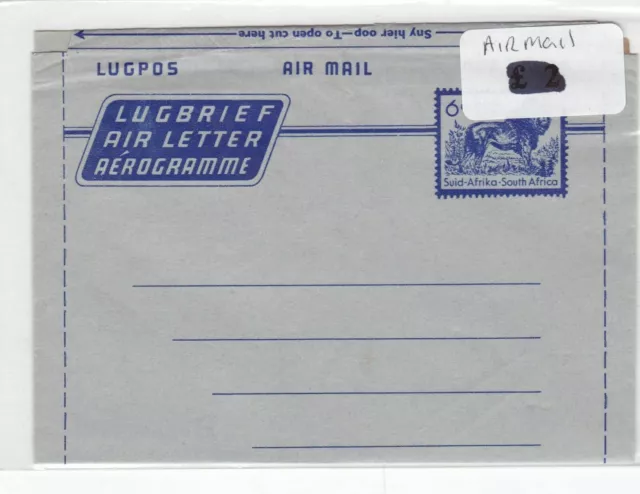 Sny hier oop—To open cut here
LUGPOS AIR MAIL
AIRmail
£ 2
LUGBRIEF
AIR LETTER
AÉROGRAMME
6
Suid-Afrika·South Africa